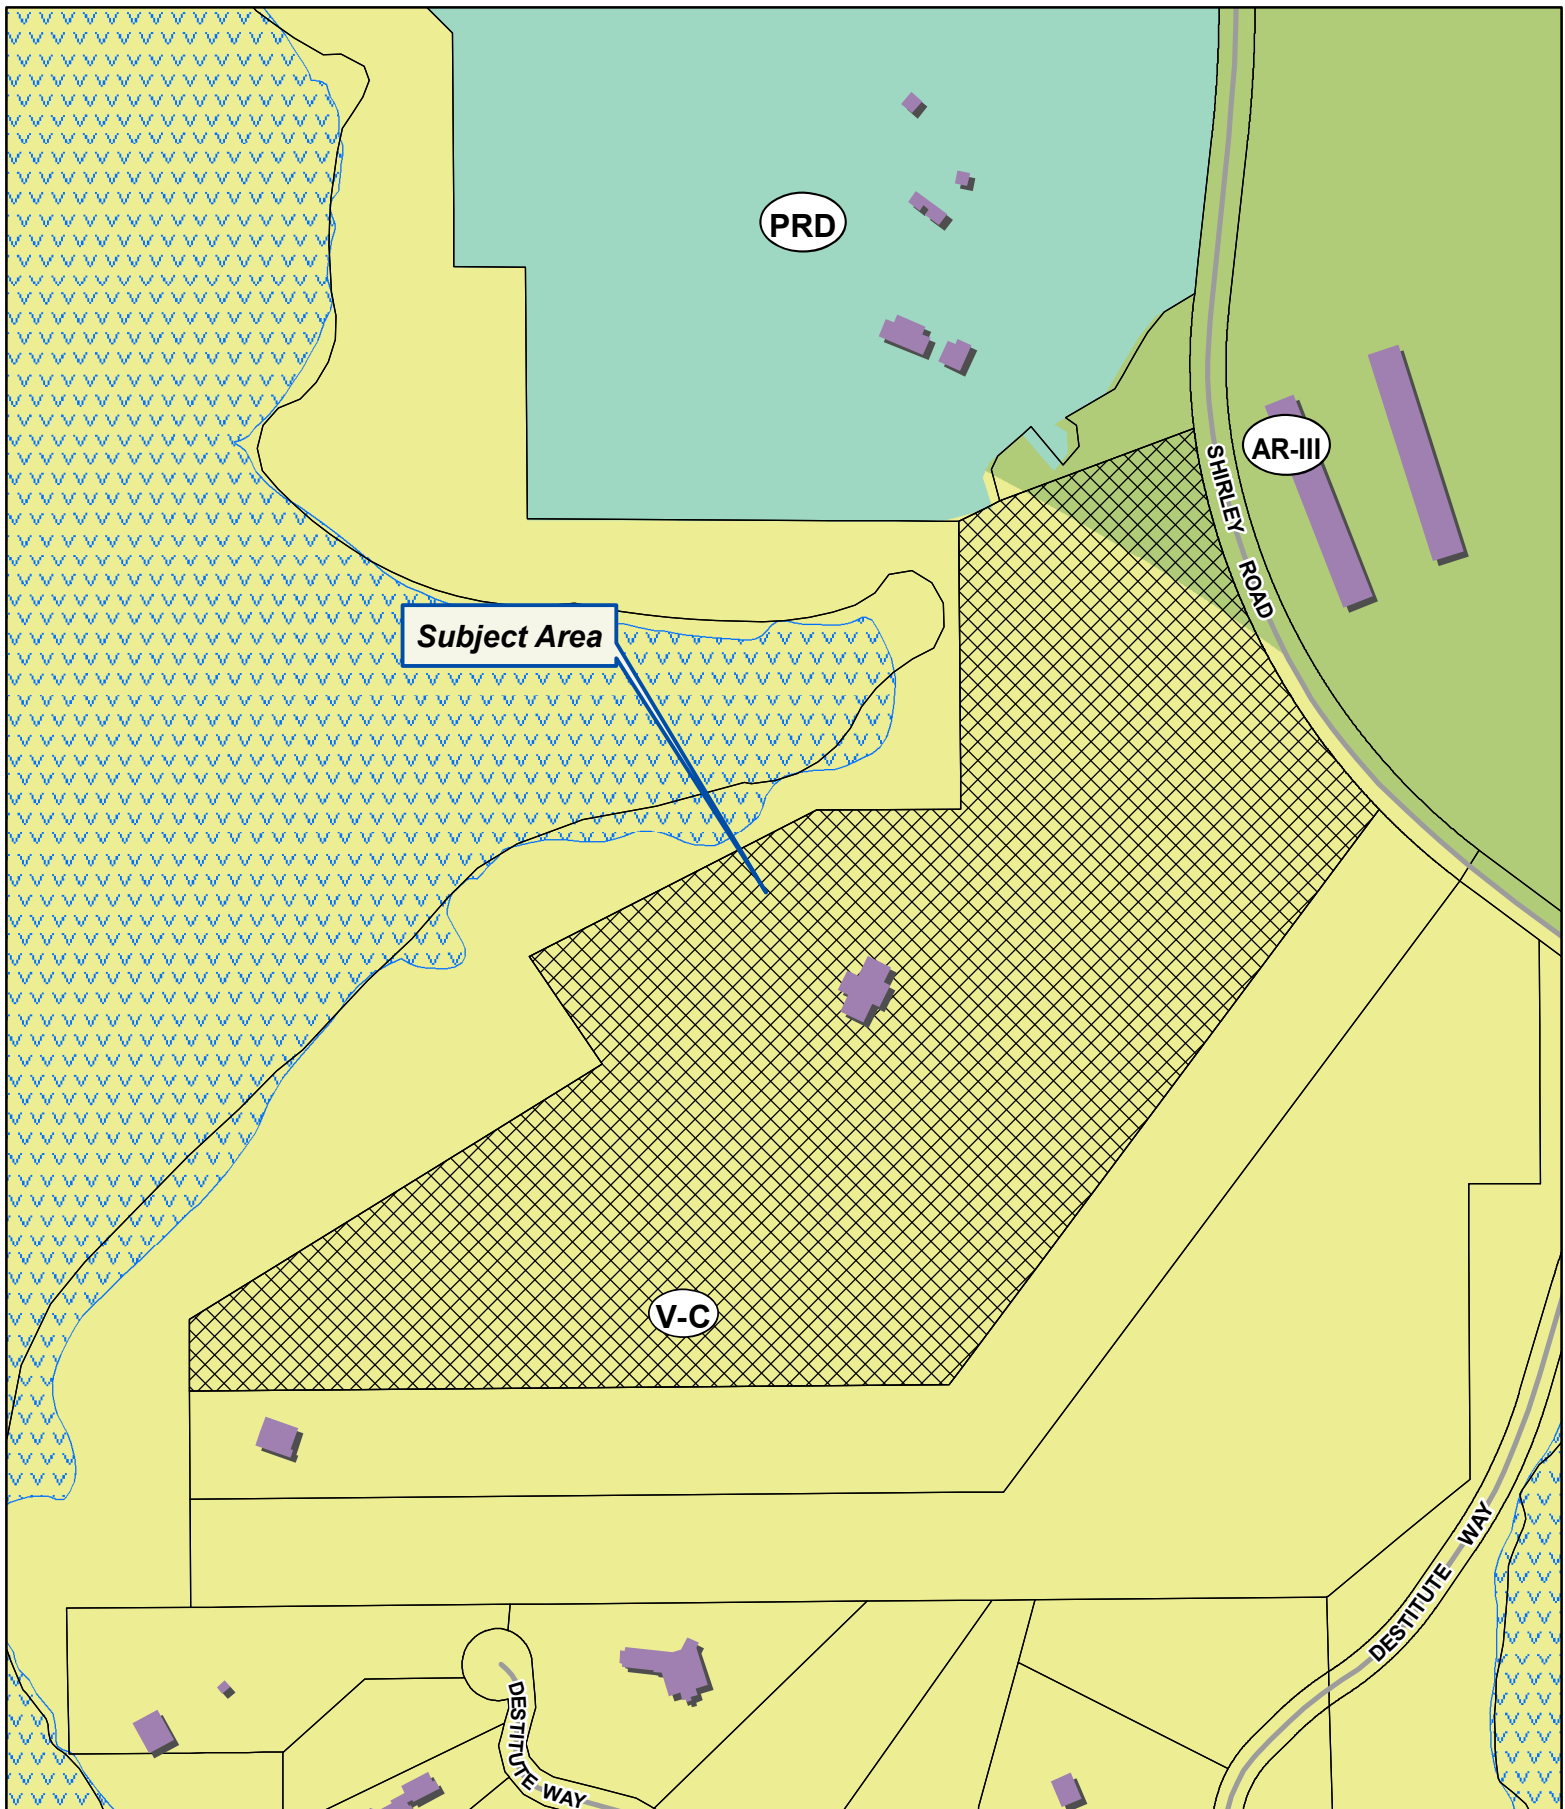 PRD
AR-III
SHIRLEY ROAD
Subject Area
V-C
DESTITUTE WAY
DESTITUTE WAY